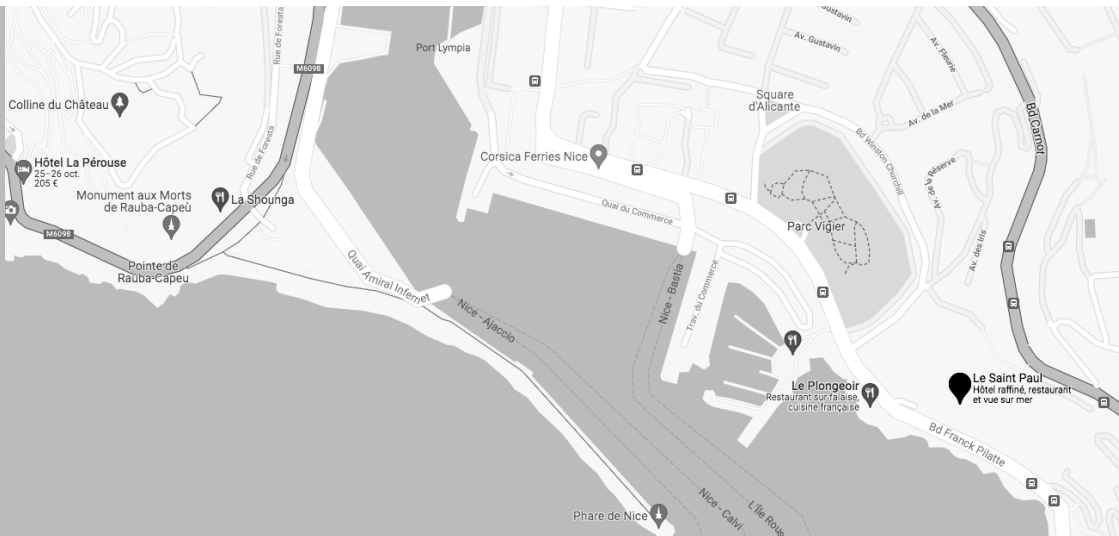 Rue de Foresta
Port Lympia
Bd Gustavin
Av. Gustavin
Av. Fleurie
M6098
Colline du Château
Square
d'Alicante
Av. de la Mer
Bd Carnot
Bd Winston Churchill
Rue de Foresta
Corsica Ferries Nice
Hôtel La Pérouse
25–26 oct.
205 €
Av. de la Réserve
Monument aux Morts
de Rauba-Capeù
La Shounga
Quai du Commerce
Parc Vigier
M6098
Av. des Iris
Pointe de
Rauba-Capeu
Quai Amiral Infernet
Nice - Bastia
Trav. du Commerce
Nice - Ajaccio
Le Plongeoir
Restaurant sur falaise,
cuisine française
Le Saint Paul
Hôtel raffiné, restaurant
et vue sur mer
Bd Franck Pilatte
Phare de Nice
Nice - Calvi
L'Île Rous